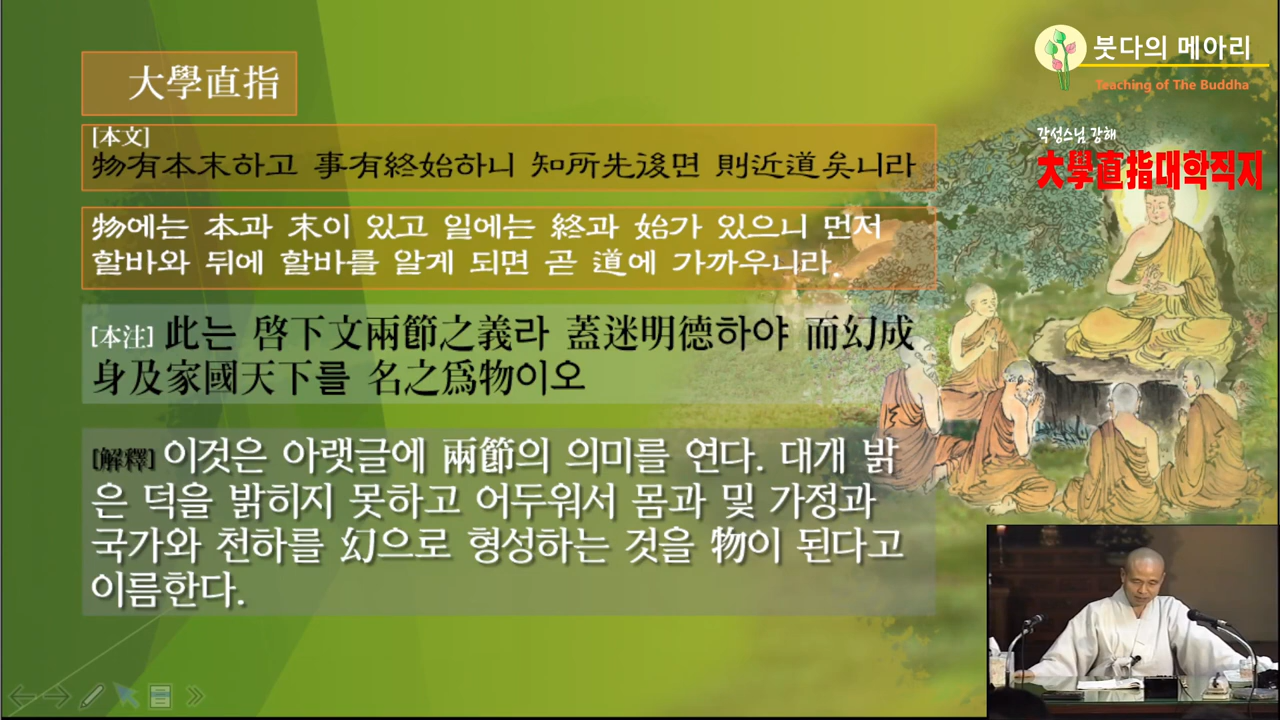 大學直指
[本文]
物有本末하고 事有終始하니 知所先後면 則近道矣니라
物에는 本과 末이 있고 일에는 終과 始가 있으니 먼저
할바와 뒤에 할바를 알게 되면 곧 道에 가까우니라.
[本注] 此는 啓下文兩節之義라 蓋迷明德하야 而幻成
身及家國天下를 名之爲物이오
[解釋] 이것은 아랫글에 兩節의 의미를 연다. 대개 밝
은 덕을 밝히지 못하고 어두워서 몸과 및 가정과
국가와 천하를 幻으로 형성하는 것을 物이 된다고
이름한다.
붓다의 메아리
Teaching of The Buddha
각성스님 강해
大學直指대학직지